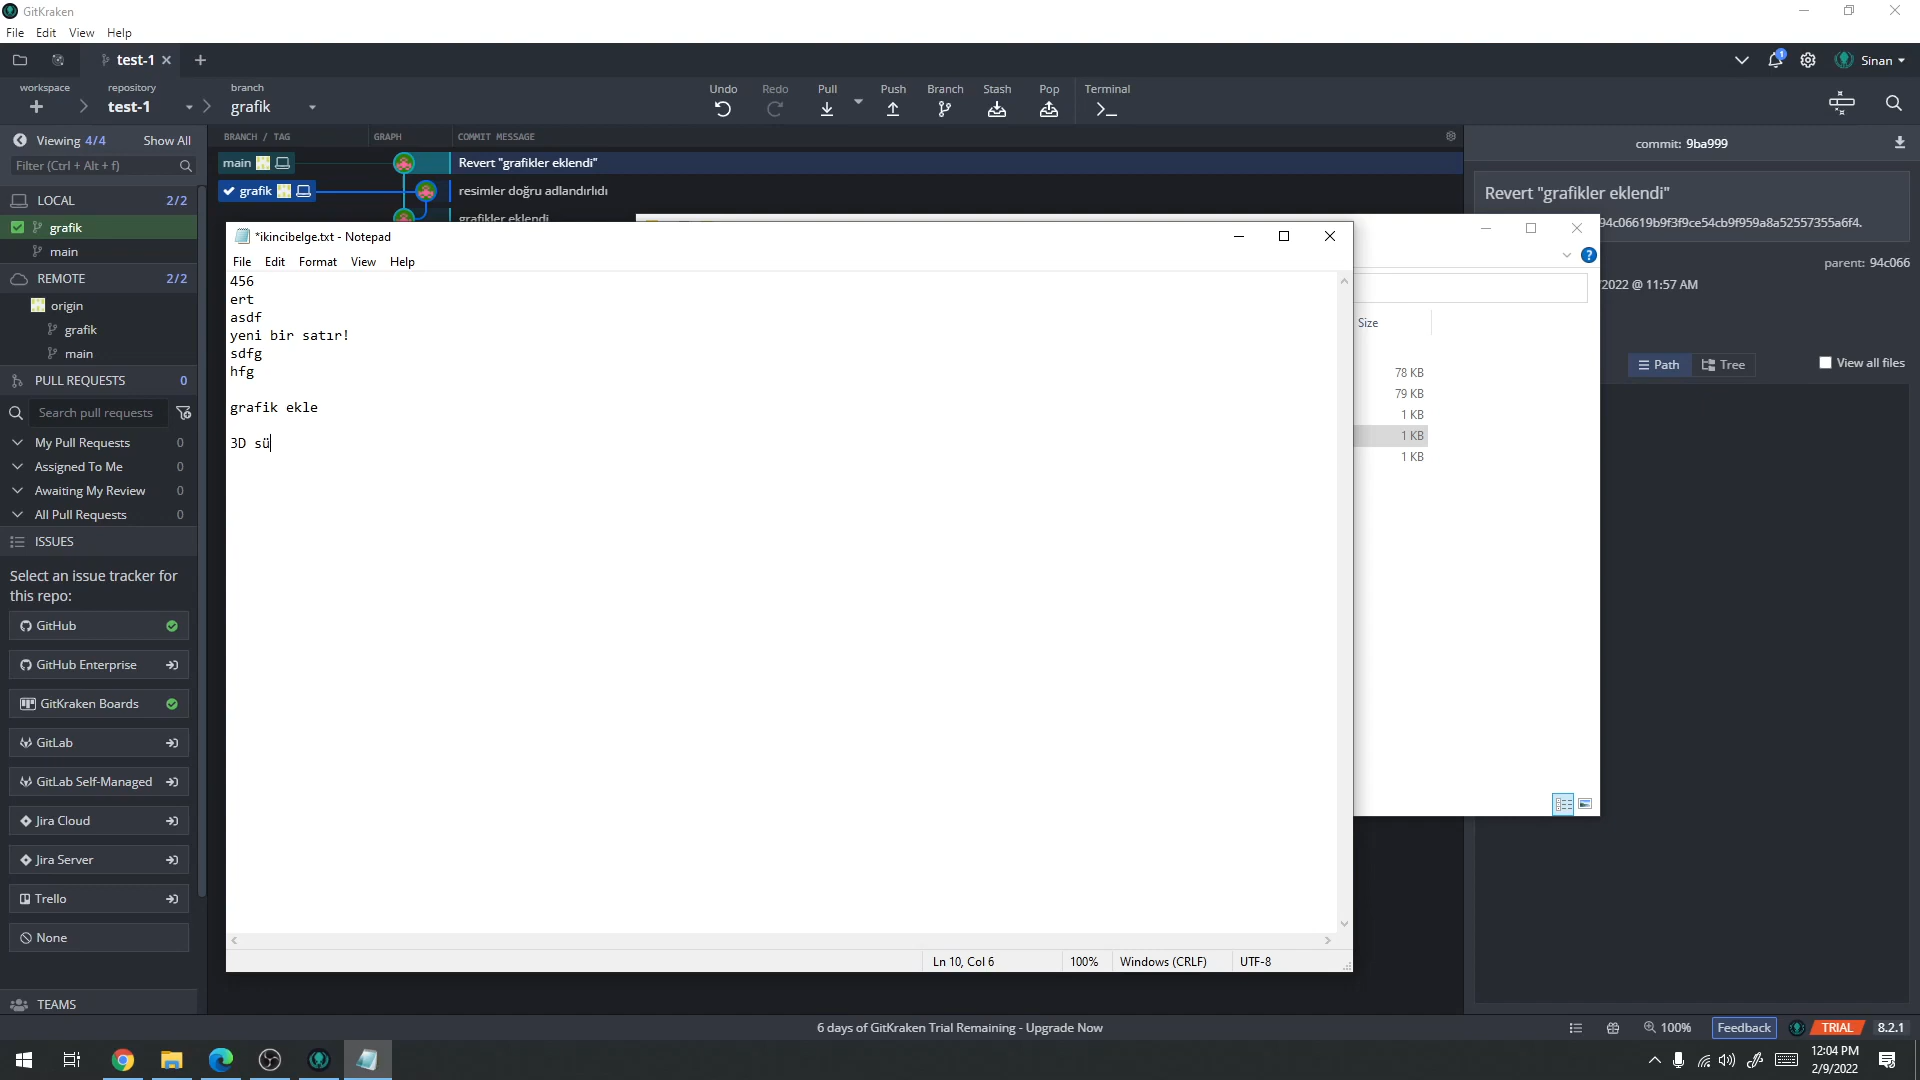 GitKraken
File Edit View Help
test-1
Sinan
1
workspace
repository
test-1
branch
grafik
Undo
Redo
Pull
Push
Branch
Stash
Pop
Terminal
Viewing 4/4 Show All
Filter (Ctrl + Alt + f)
LOCAL 2/2
grafik
main
REMOTE 2/2
origin
grafik
main
PULL REQUESTS 0
Search pull requests
My Pull Requests 0
Assigned To Me 0
Awaiting My Review 0
All Pull Requests 0
ISSUES
Select an issue tracker for
this repo:
GitHub
GitHub Enterprise
GitKraken Boards
GitLab
GitLab Self-Managed
Jira Cloud
Jira Server
Trello
None
TEAMS
BRANCH / TAG GRAPH COMMIT MESSAGE
main Revert "grafikler eklendi"
grafik resimler doğru adlandırlıdı
grafikler eklendi
*ikincibelge.txt - Notepad
File Edit Format View Help
456
ert
asdf
yeni bir satır!
sdfg
hfg
grafik ekle
3D sü
Ln 10, Col 6 100% Windows (CRLF) UTF-8
Size
78 KB
79 KB
1 KB
1 KB
1 KB
commit: 9ba999
Revert "grafikler eklendi"
94c06619b9f3f9ce54cb9f959a8a52557355a6f4.
parent: 94c066
/2022 @ 11:57 AM
Path Tree View all files
6 days of GitKraken Trial Remaining - Upgrade Now
100% Feedback TRIAL 8.2.1
12:04 PM
2/9/2022